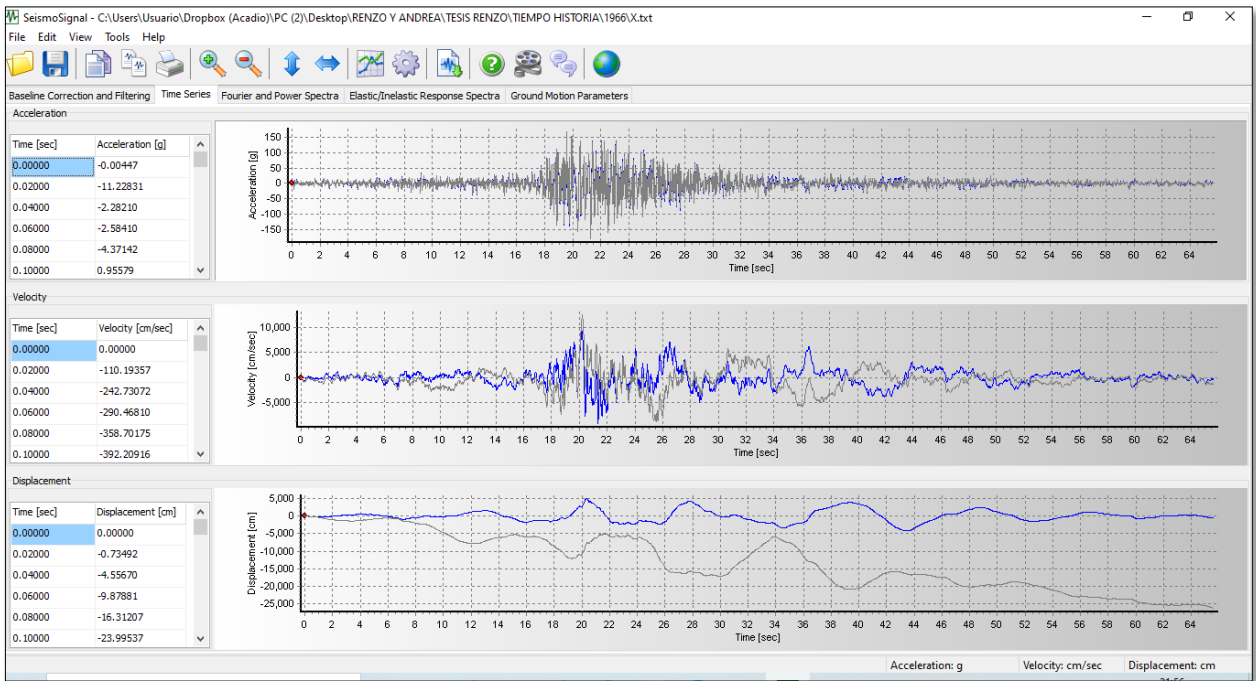 SeismoSignal - C:\Users\Usuario\Dropbox (Acadio)\PC (2)\Desktop\RENZO Y ANDREA\TESIS RENZO\TIEMPO HISTORIA\1966\X.txt
File Edit View Tools Help
Baseline Correction and Filtering Time Series Fourier and Power Spectra Elastic/Inelastic Response Spectra Ground Motion Parameters
Acceleration
Time [sec] Acceleration [g]
0.00000 -0.00447
0.02000 -11.22831
0.04000 -2.28210
0.06000 -2.58410
0.08000 -4.37142
0.10000 0.95579
Acceleration [g]
150
100
50
0
-50
-100
-150
0 2 4 6 8 10 12 14 16 18 20 22 24 26 28 30 32 34 36 38 40 42 44 46 48 50 52 54 56 58 60 62 64
Time [sec]
Velocity
Time [sec] Velocity [cm/sec]
0.00000 0.00000
0.02000 -110.19357
0.04000 -242.73072
0.06000 -290.46810
0.08000 -358.70175
0.10000 -392.20916
Velocity [cm/sec]
10,000
5,000
0
-5,000
0 2 4 6 8 10 12 14 16 18 20 22 24 26 28 30 32 34 36 38 40 42 44 46 48 50 52 54 56 58 60 62 64
Time [sec]
Displacement
Time [sec] Displacement [cm]
0.00000 0.00000
0.02000 -0.73492
0.04000 -4.55670
0.06000 -9.87881
0.08000 -16.31207
0.10000 -23.99537
Displacement [cm]
5,000
0
-5,000
-10,000
-15,000
-20,000
-25,000
0 2 4 6 8 10 12 14 16 18 20 22 24 26 28 30 32 34 36 38 40 42 44 46 48 50 52 54 56 58 60 62 64
Time [sec]
Acceleration: g Velocity: cm/sec Displacement: cm